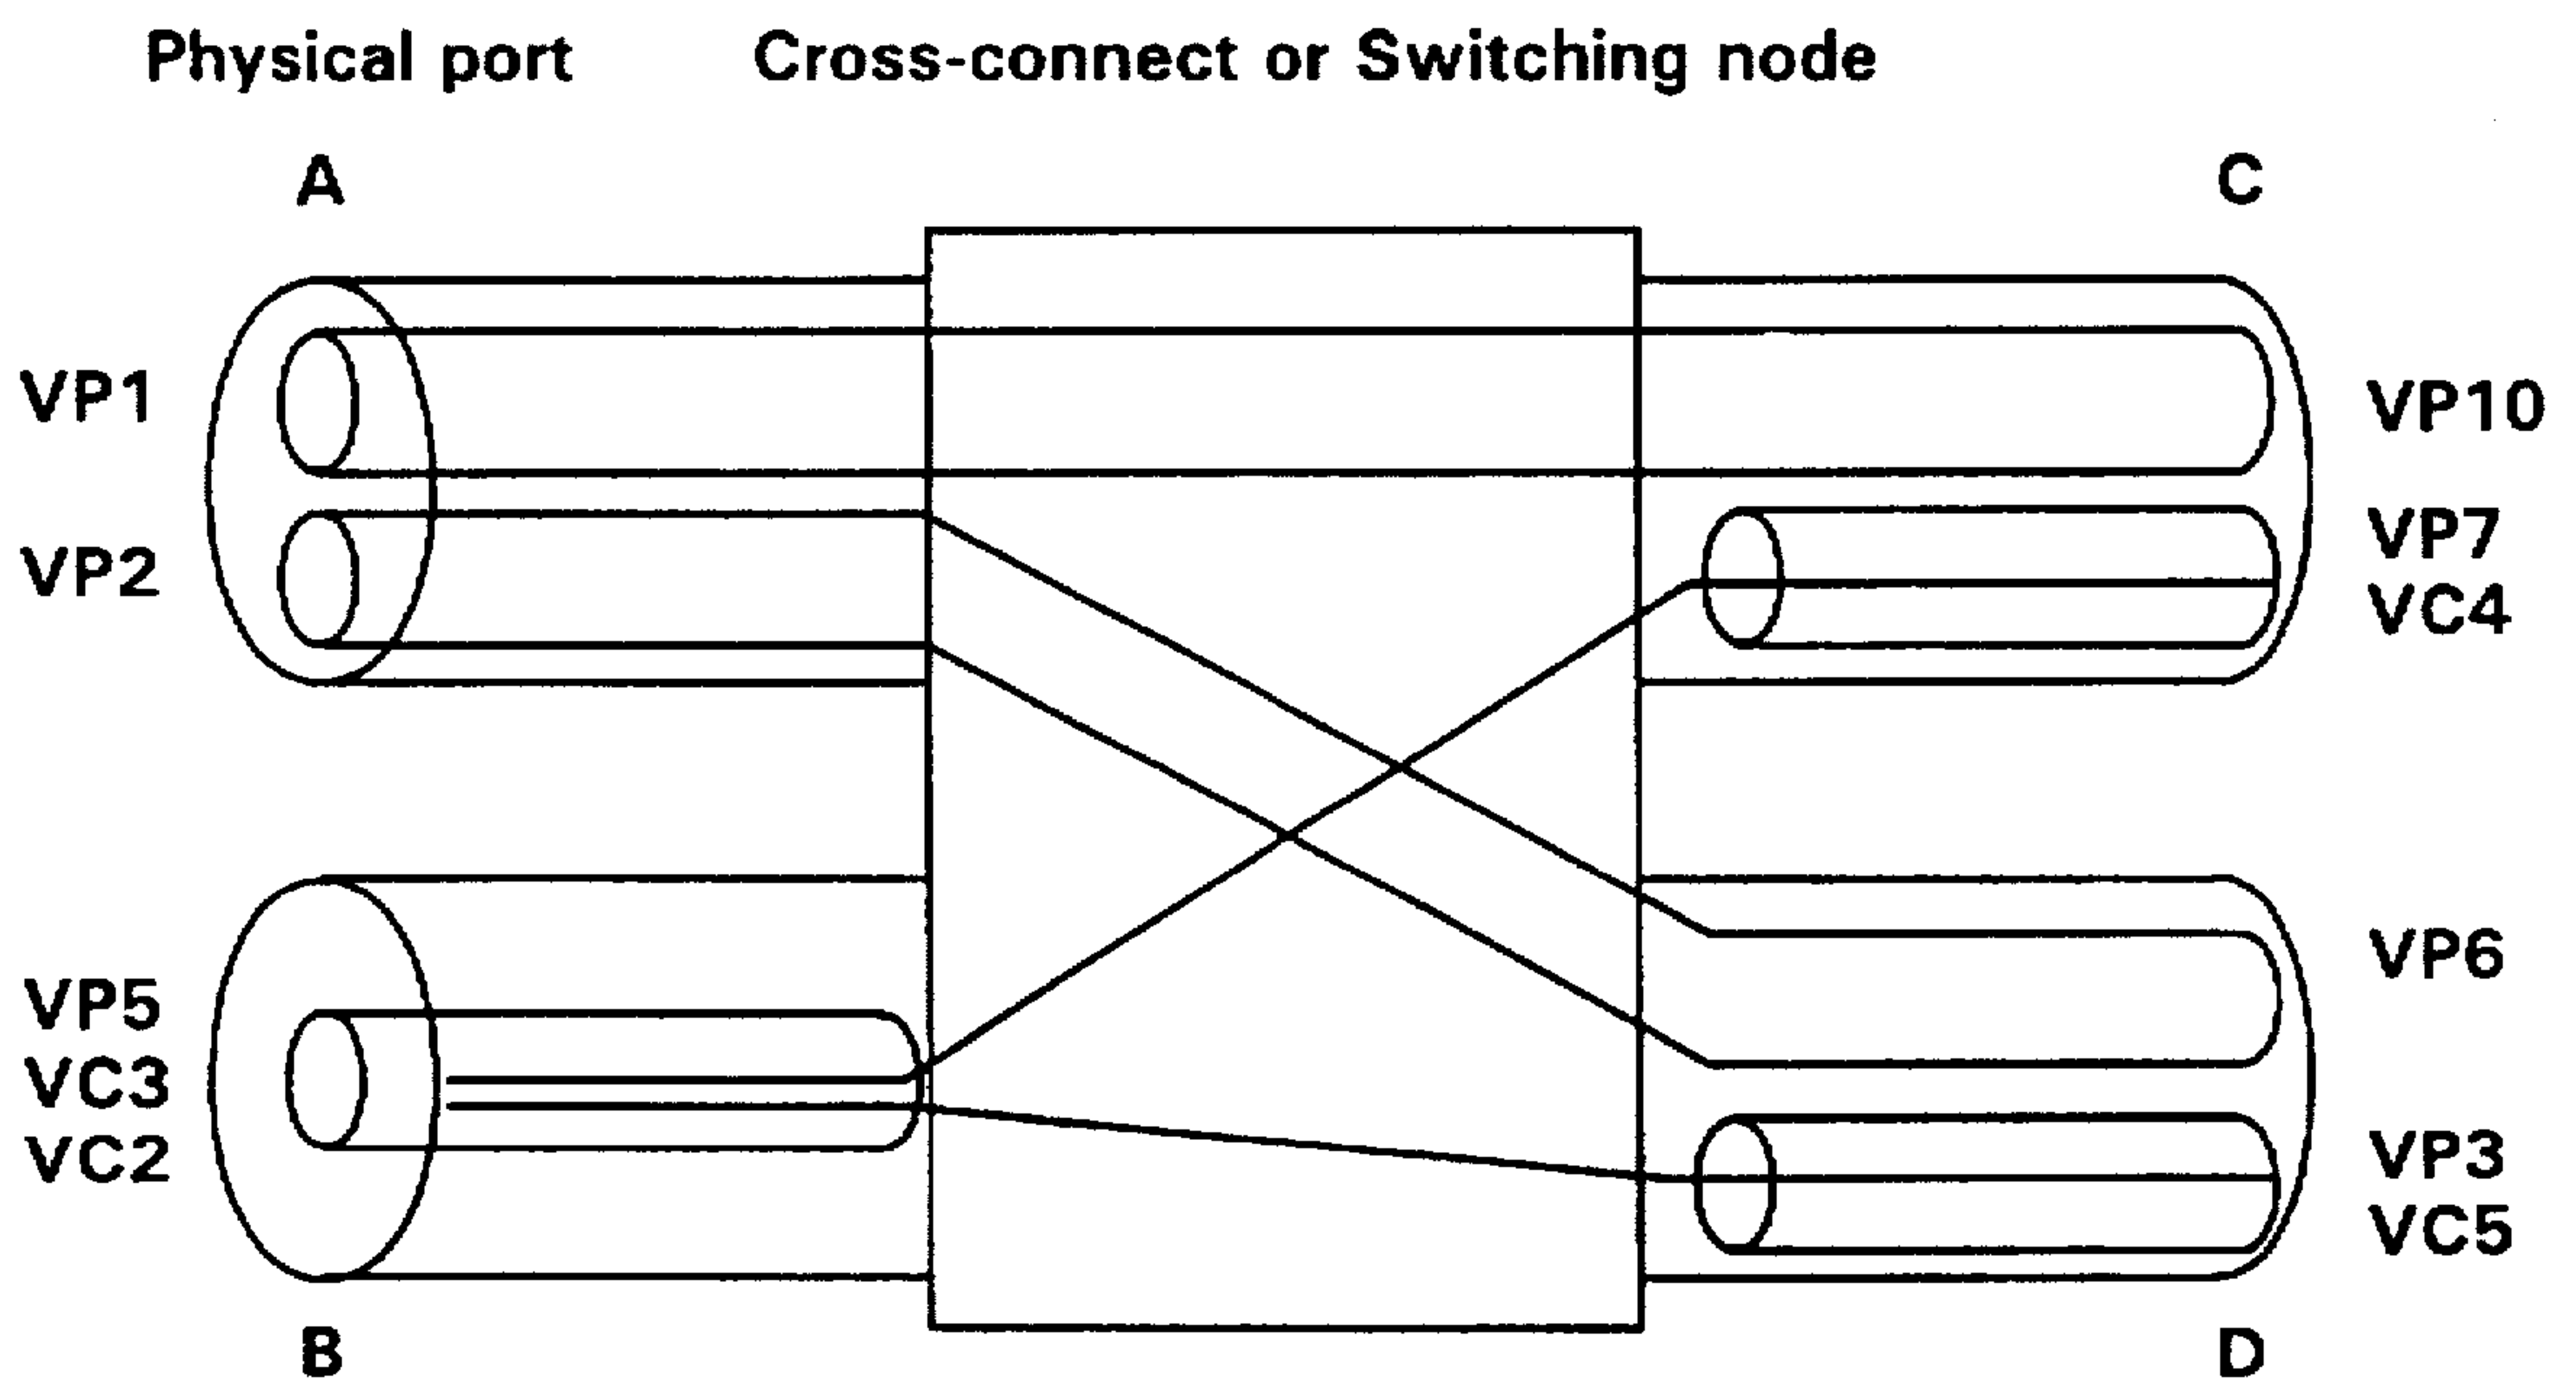 Physical port
Cross-connect or Switching node
A
C
VP1
VP10
VP2
VP7
VC4
VP5
VC3
VC2
VP6
VP3
VC5
B
D